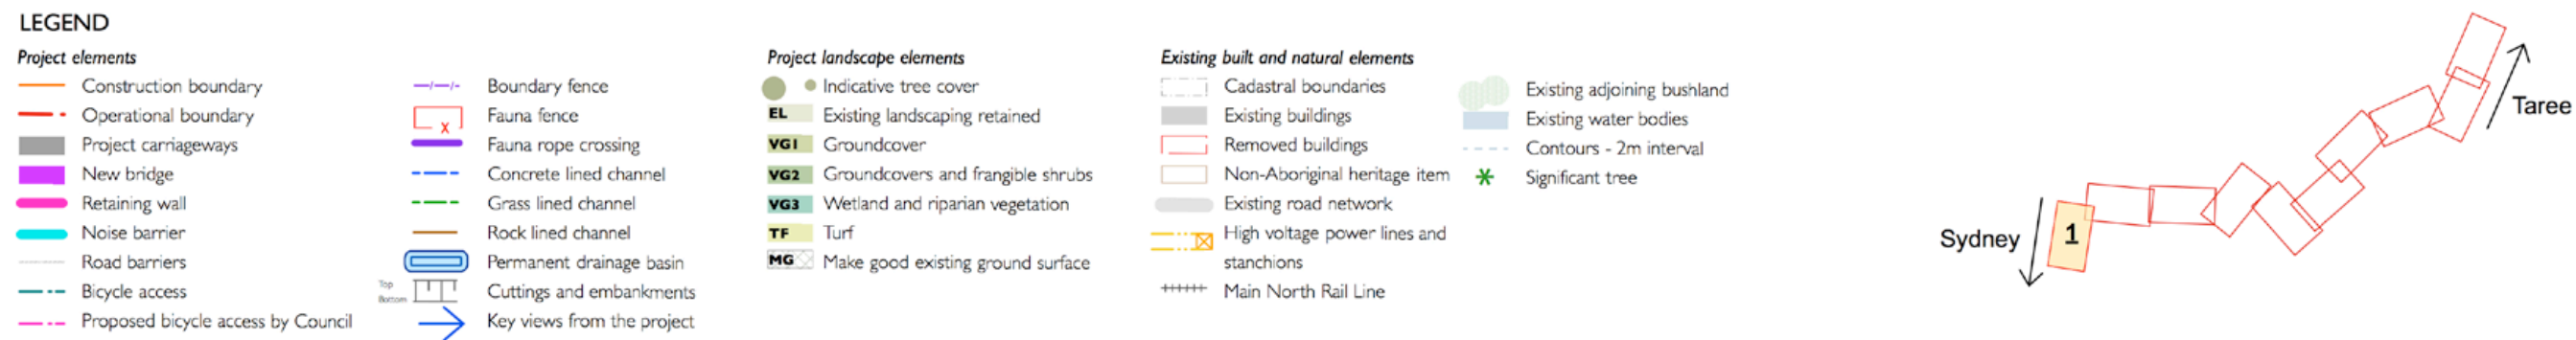 LEGEND
Project elements
Construction boundary
Operational boundary
Project carriageways
New bridge
Retaining wall
Noise barrier
Road barriers
Bicycle access
Proposed bicycle access by Council
Boundary fence
X Fauna fence
Fauna rope crossing
Concrete lined channel
Grass lined channel
Rock lined channel
Permanent drainage basin
Top
Bottom
Cuttings and embankments
Key views from the project
Project landscape elements
Indicative tree cover
EL Existing landscaping retained
VG1 Groundcover
VG2 Groundcovers and frangible shrubs
VG3 Wetland and riparian vegetation
TF Turf
MG Make good existing ground surface
Existing built and natural elements
Cadastral boundaries
Existing buildings
Removed buildings
Non-Aboriginal heritage item
Existing road network
High voltage power lines and
stanchions
Main North Rail Line
Existing adjoining bushland
Existing water bodies
Contours - 2m interval
Significant tree
Sydney
1
Taree